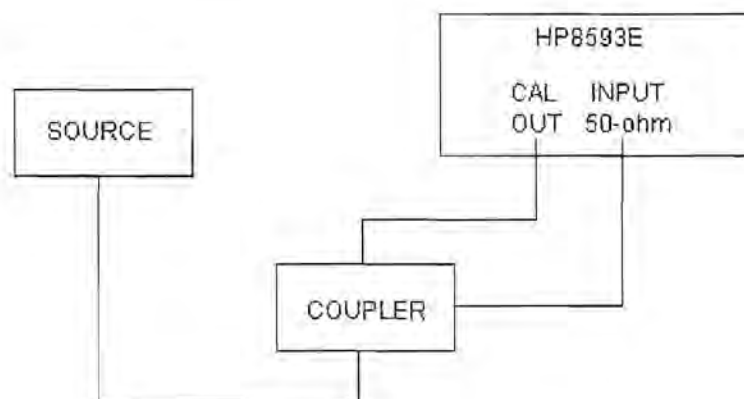 HP8593E
CAL INPUT
OUT 50-ohm
SOURCE
COUPLER